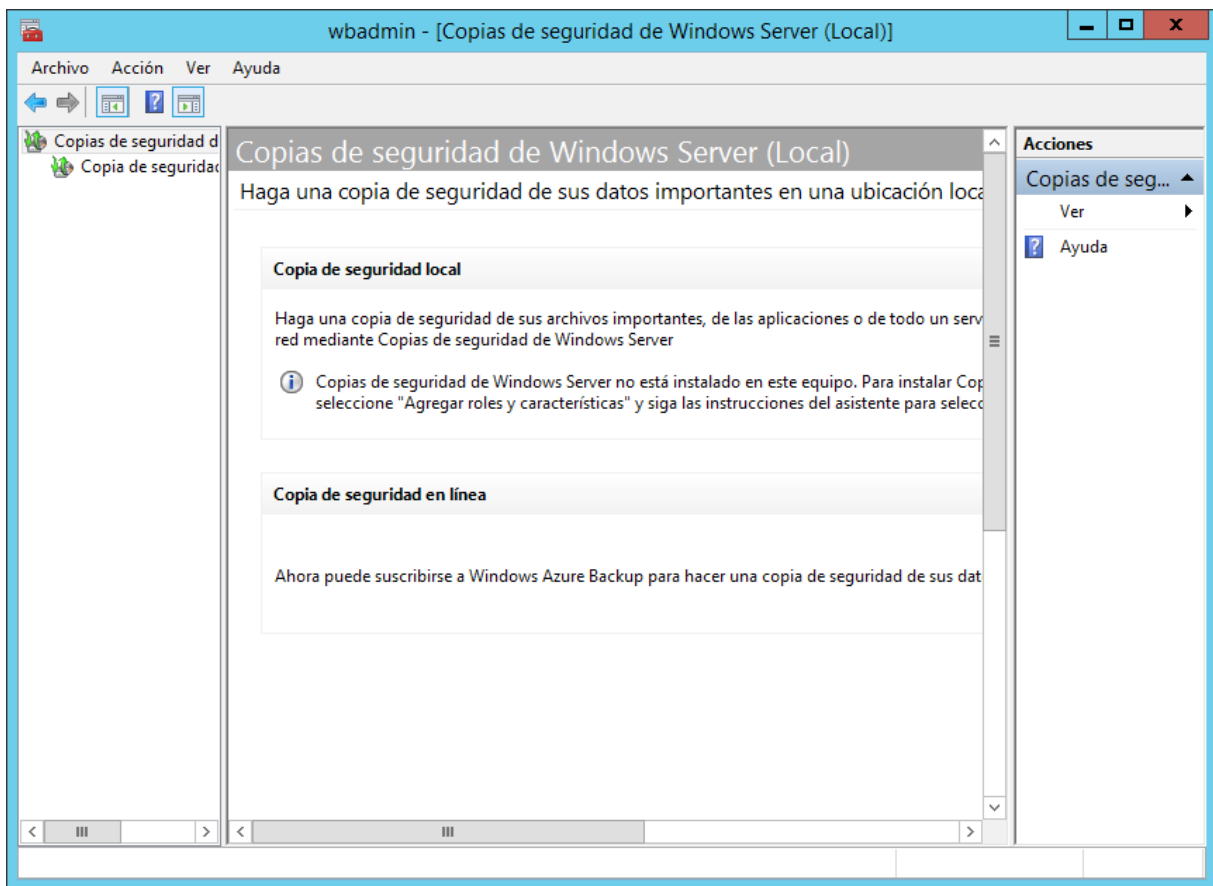 wbadmin - [Copias de seguridad de Windows Server (Local)]
Archivo Acción Ver Ayuda
Copias de seguridad d
Copia de seguridad
Copias de seguridad de Windows Server (Local)
Haga una copia de seguridad de sus datos importantes en una ubicación loca
Copia de seguridad local
Haga una copia de seguridad de sus archivos importantes, de las aplicaciones o de todo un serv
red mediante Copias de seguridad de Windows Server
Copias de seguridad de Windows Server no está instalado en este equipo. Para instalar Cop
seleccione "Agregar roles y características" y siga las instrucciones del asistente para selecc
Copia de seguridad en línea
Ahora puede suscribirse a Windows Azure Backup para hacer una copia de seguridad de sus dat
Acciones
Copias de seg...
Ver
Ayuda